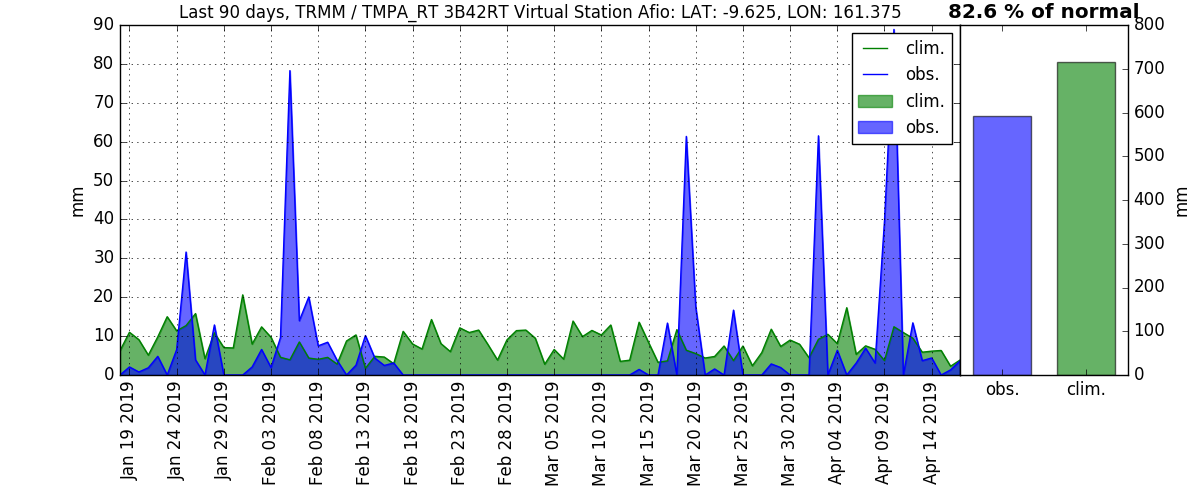 Last 90 days, TRMM / TMPA_RT 3B42RT Virtual Station Afio: LAT: -9.625, LON: 161.375
82.6 % of normal
mm
90
80
70
60
50
40
30
20
10
0
clim.
obs.
clim.
obs.
800
700
600
500
400
300
200
100
0
mm
obs.
clim.
Jan 19 2019
Jan 24 2019
Jan 29 2019
Feb 03 2019
Feb 08 2019
Feb 13 2019
Feb 18 2019
Feb 23 2019
Feb 28 2019
Mar 05 2019
Mar 10 2019
Mar 15 2019
Mar 20 2019
Mar 25 2019
Mar 30 2019
Apr 04 2019
Apr 09 2019
Apr 14 2019